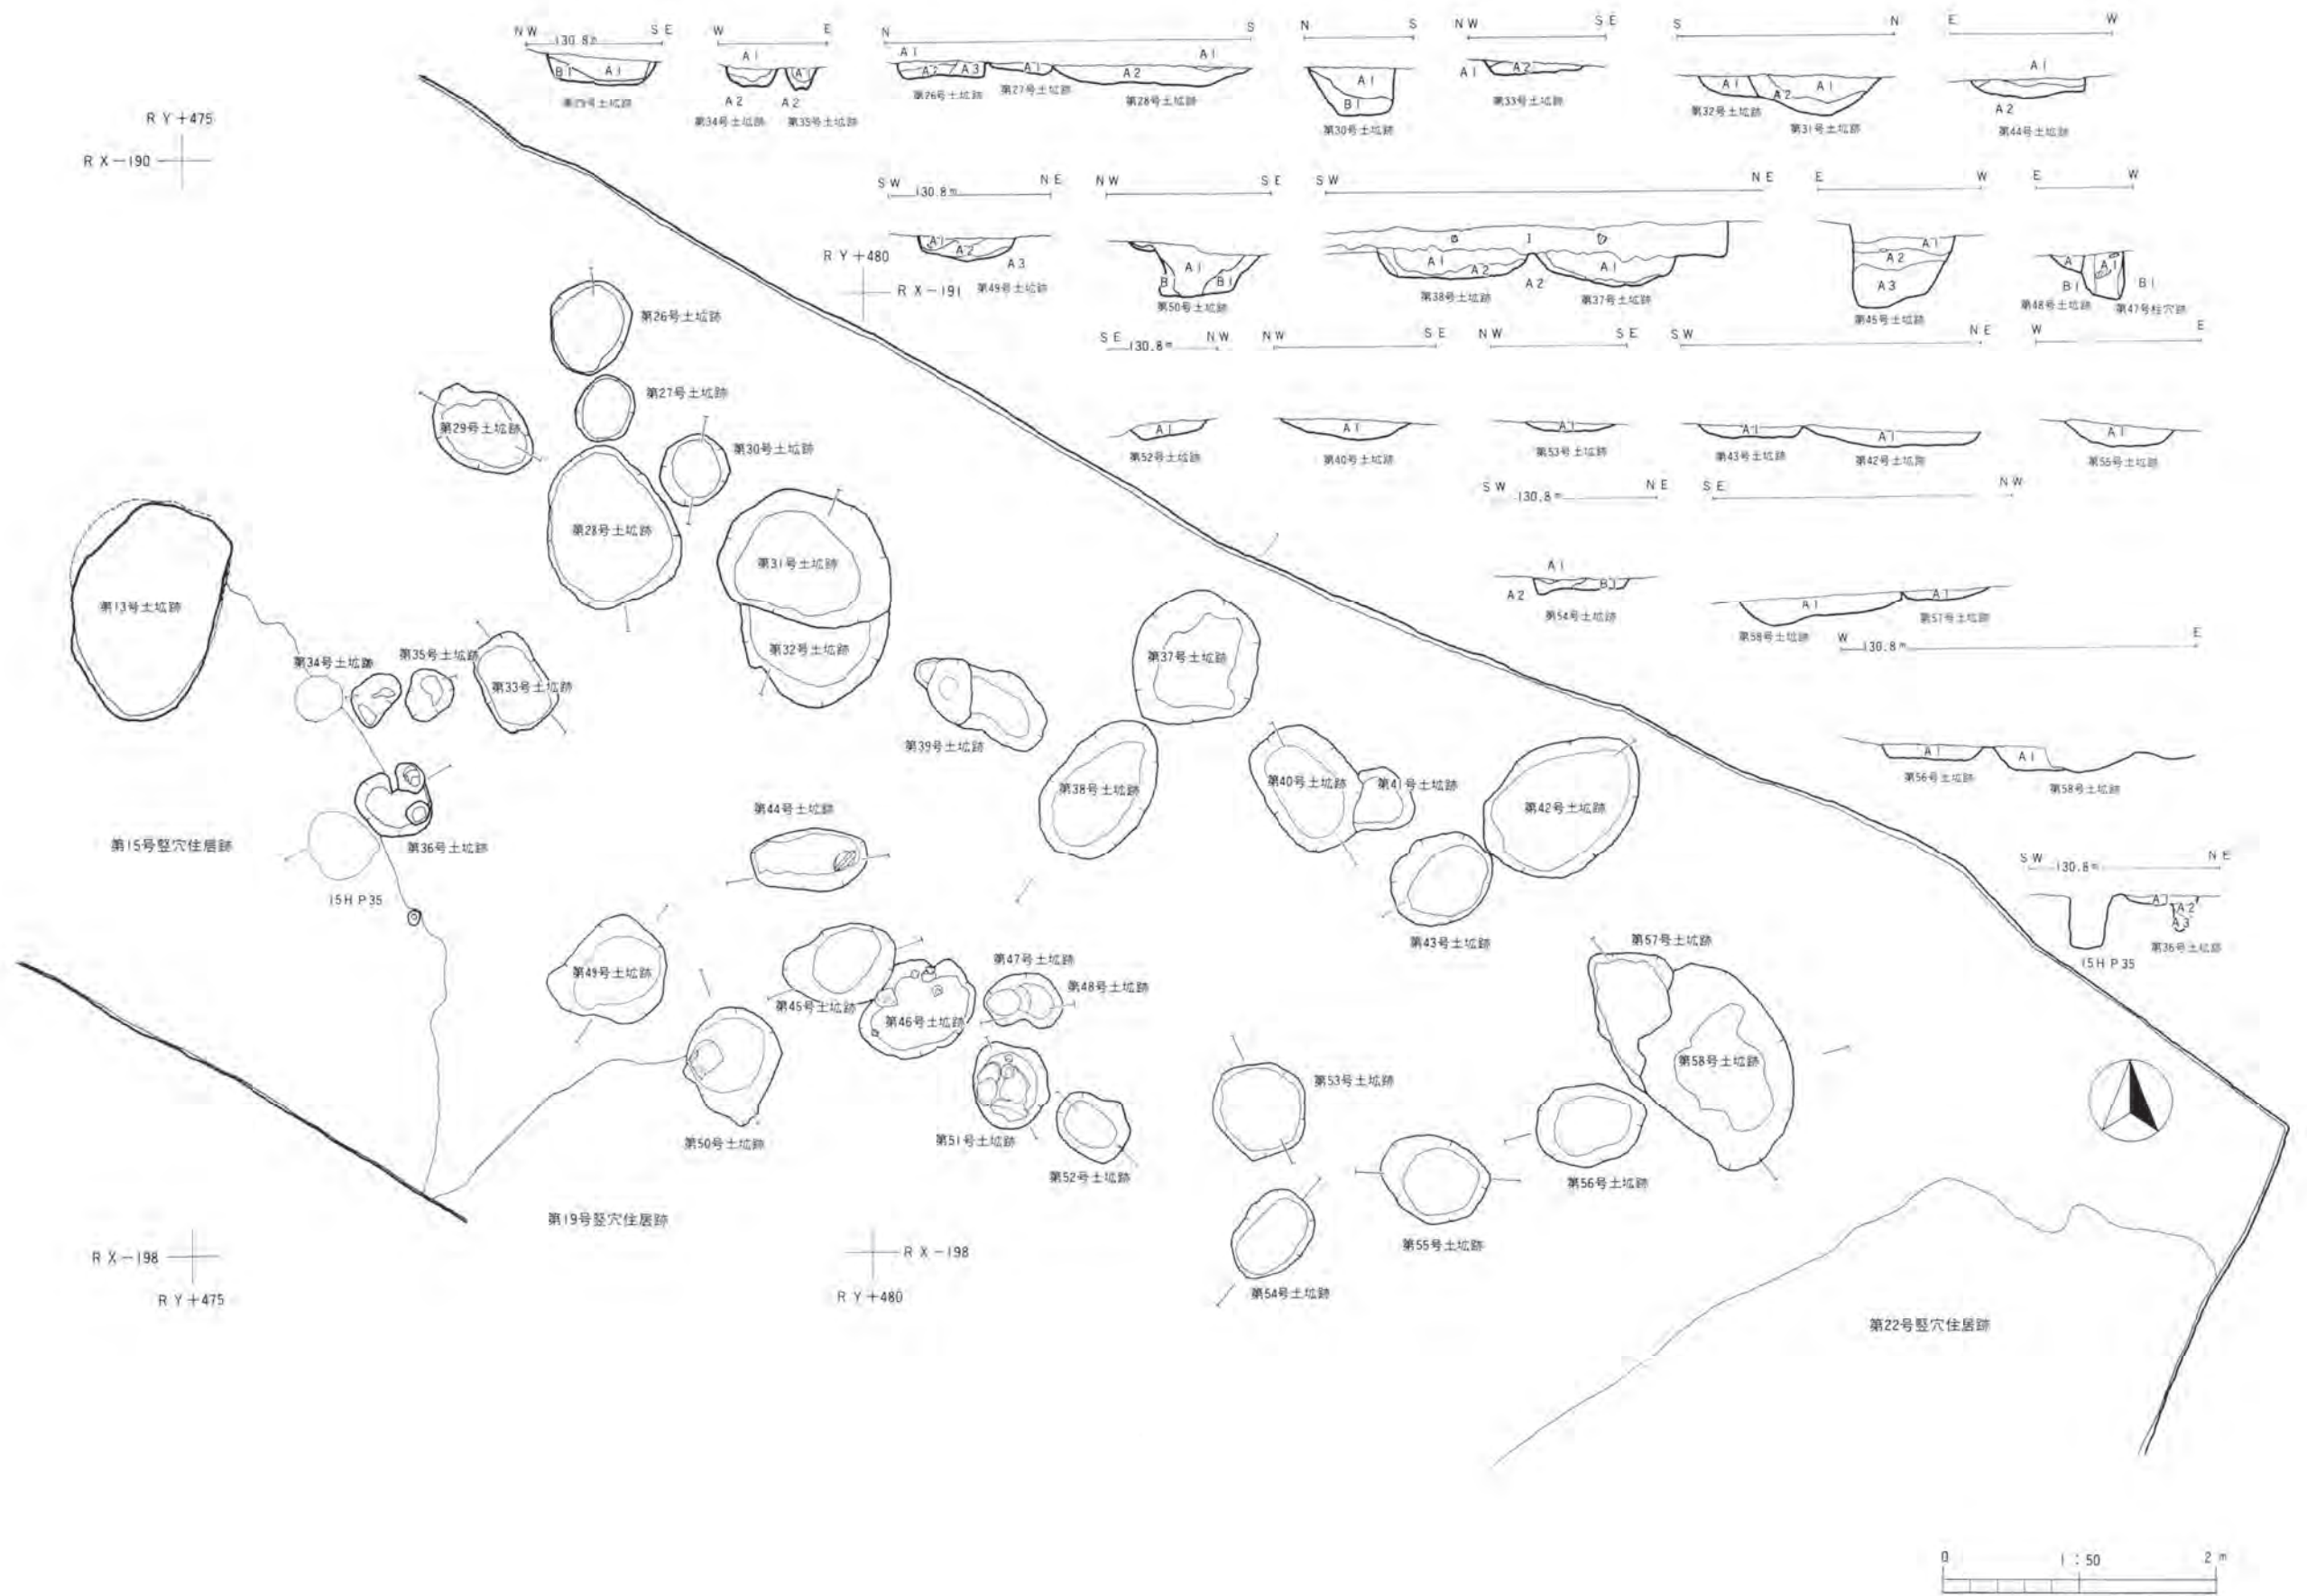 NW SE W E N S N S NW SE S N E W
130.8m
A1 A1 A1 A1
B1 A1 A1 A2 A3 A1 A2 A1 A1 A2 A1 A1
A2 A2 B1 A2 A2
第34号土坑跡 第35号土坑跡 第26号土坑跡 第27号土坑跡 第28号土坑跡 第30号土坑跡 第33号土坑跡 第32号土坑跡 第31号土坑跡 第44号土坑跡
RY+475
RX-190
SW NE NW SE SW NE E W E W
130.8m
A1 A2 A3 A1 B1 B1 I A1 A2 A1 A2 A1 A2 A3 A A1 B1 B1
RY+480
RX-191
第49号土坑跡 第50号土坑跡 第38号土坑跡 第37号土坑跡 第45号土坑跡 第48号土坑跡 第47号柱穴跡
SE NW NW SE NW SE SW NE W E
130.8m
A1 A1 A1 A1 A1 A1
第52号土坑跡 第40号土坑跡 第53号土坑跡 第43号土坑跡 第42号土坑跡 第55号土坑跡
SW NE SE NW
130.8m
A1 A2 B1 A1 A1
第54号土坑跡 第58号土坑跡 第57号土坑跡
W E
130.8m
A1 A1
第56号土坑跡 第58号土坑跡
SW NE
130.8m
A1 A2
A3
15H P35 第36号土坑跡
第26号土坑跡
第27号土坑跡
第29号土坑跡
第30号土坑跡
第28号土坑跡
第31号土坑跡
第13号土坑跡
第32号土坑跡
第34号土坑跡
第35号土坑跡
第33号土坑跡
第37号土坑跡
第39号土坑跡
第38号土坑跡
第40号土坑跡
第41号土坑跡
第42号土坑跡
第44号土坑跡
第15号竪穴住居跡
第36号土坑跡
15H P35
第43号土坑跡
第57号土坑跡
第49号土坑跡
第45号土坑跡
第46号土坑跡
第47号土坑跡
第48号土坑跡
第58号土坑跡
第53号土坑跡
第50号土坑跡
第51号土坑跡
第52号土坑跡
第56号土坑跡
第19号竪穴住居跡
第55号土坑跡
第54号土坑跡
RX-198
RY+475
RX-198
RY+480
第22号竪穴住居跡
0 1:50 2m